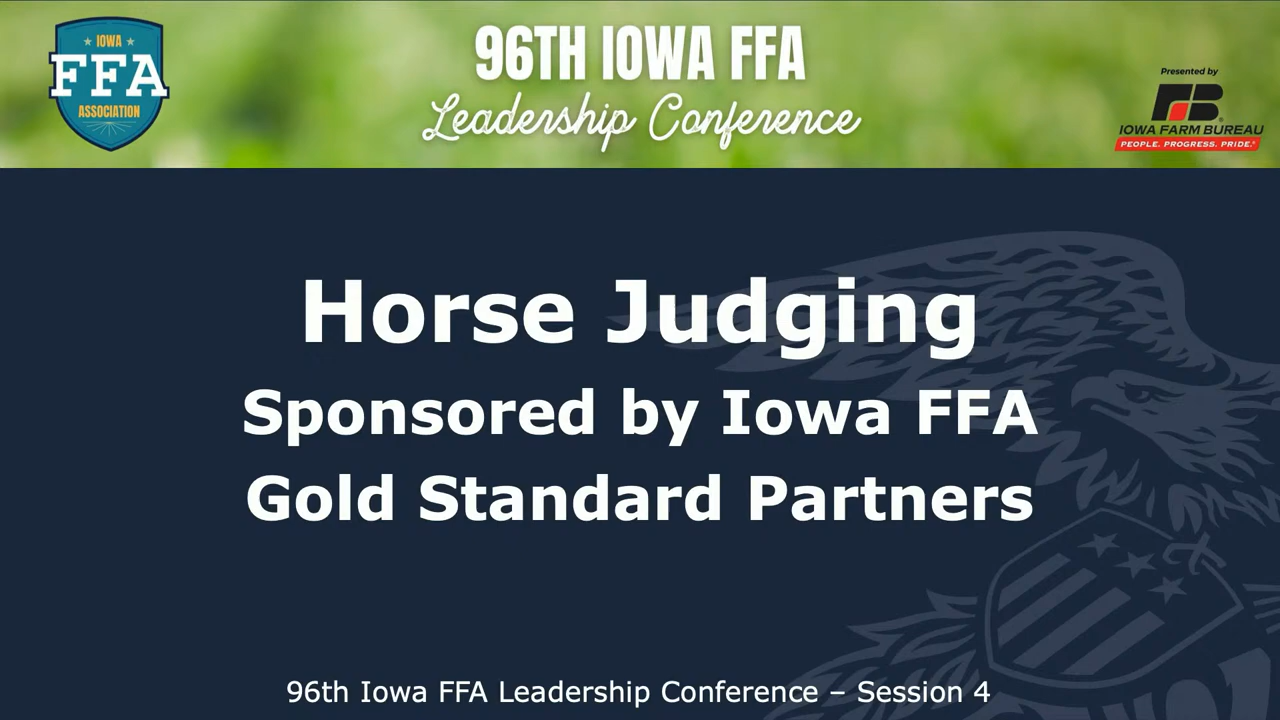 IOWA
FFA
ASSOCIATION
96TH IOWA FFA
Leadership Conference
Presented by
FB
IOWA FARM BUREAU
PEOPLE. PROGRESS. PRIDE.®
Horse Judging
Sponsored by Iowa FFA
Gold Standard Partners
96th Iowa FFA Leadership Conference – Session 4